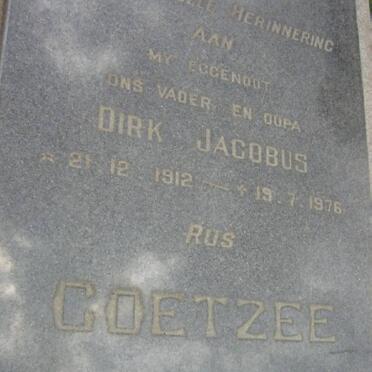 HERINNERING
AAN
MY EGGENOOT
ONS VADER, EN OUPA
DIRK JACOBUS
* 21. 12. 1912 — + 19. 7. 1976
RUS
COETZEE